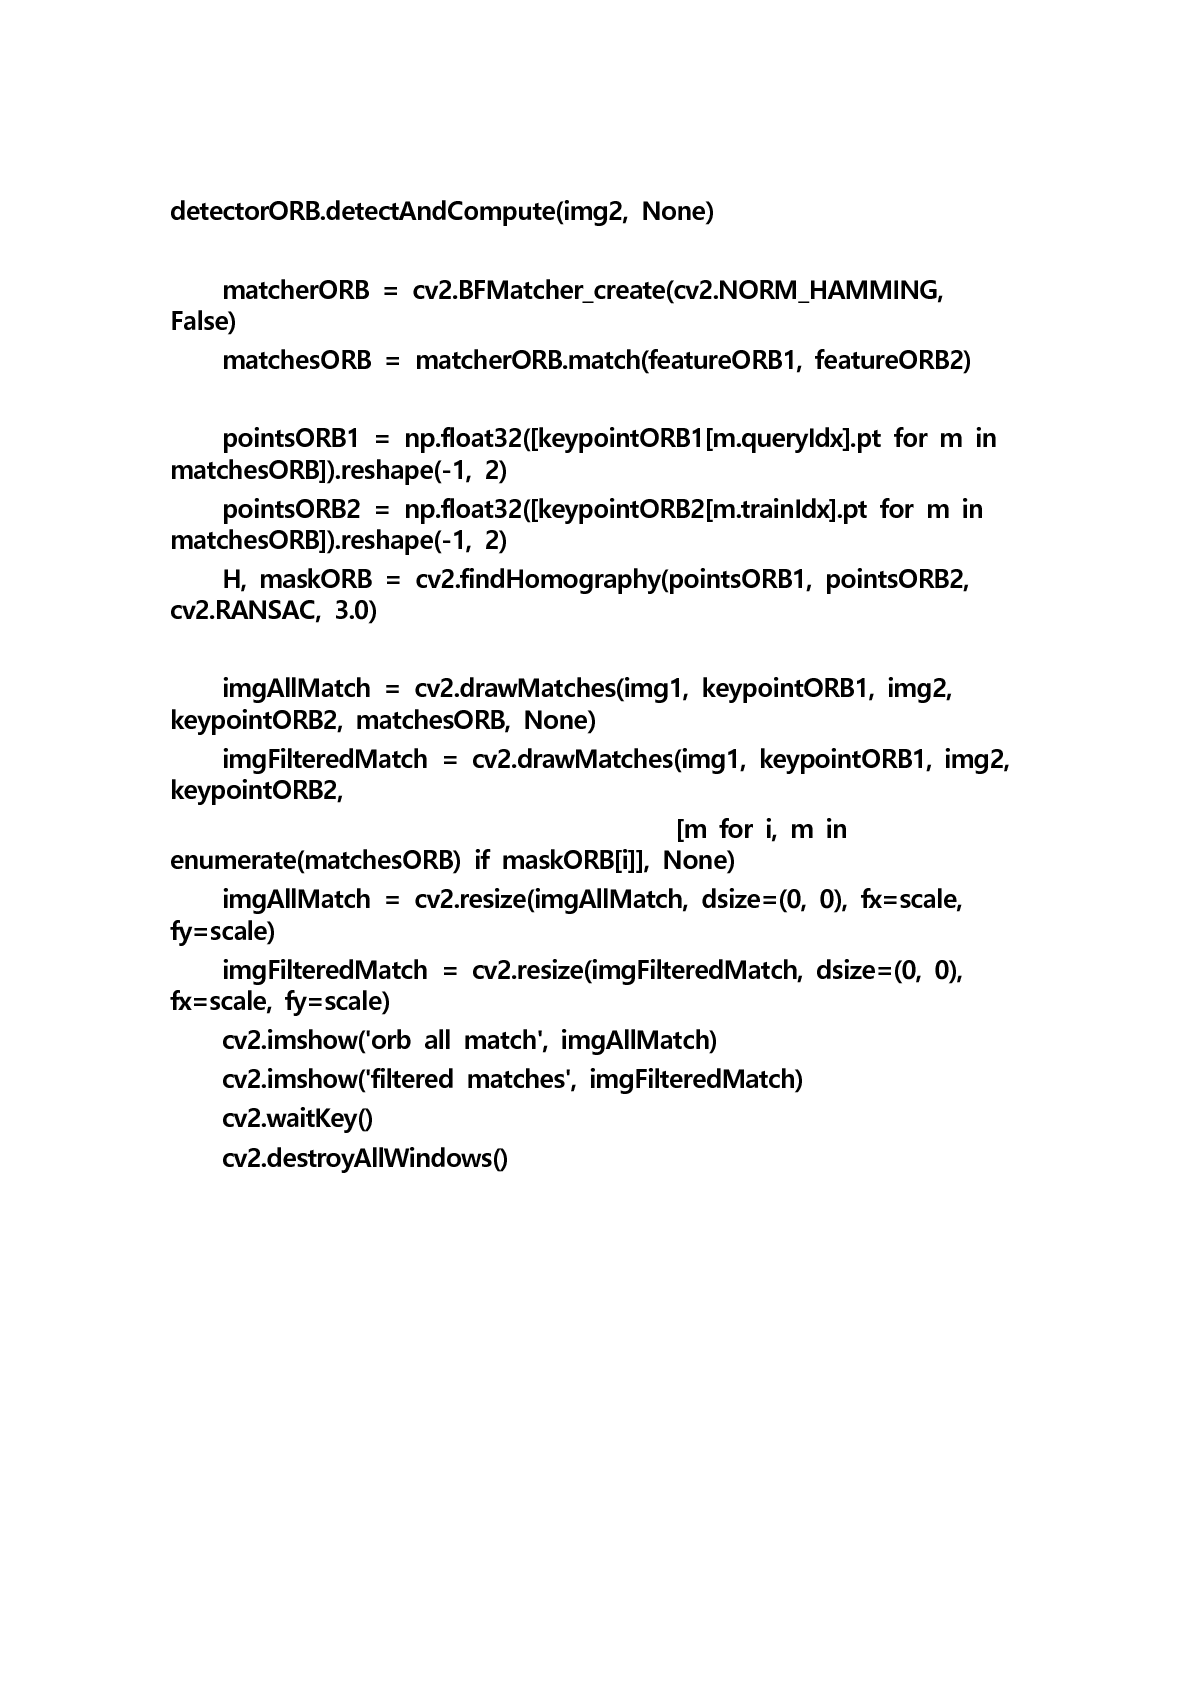 detectorORB.detectAndCompute(img2, None)
matcherORB = cv2.BFMatcher_create(cv2.NORM_HAMMING,
False)
matchesORB = matcherORB.match(featureORB1, featureORB2)
pointsORB1 = np.float32([keypointORB1[m.queryIdx].pt for m in
matchesORB]).reshape(-1, 2)
pointsORB2 = np.float32([keypointORB2[m.trainIdx].pt for m in
matchesORB]).reshape(-1, 2)
H, maskORB = cv2.findHomography(pointsORB1, pointsORB2,
cv2.RANSAC, 3.0)
imgAllMatch = cv2.drawMatches(img1, keypointORB1, img2,
keypointORB2, matchesORB, None)
imgFilteredMatch = cv2.drawMatches(img1, keypointORB1, img2,
keypointORB2,
[m for i, m in
enumerate(matchesORB) if maskORB[i]], None)
imgAllMatch = cv2.resize(imgAllMatch, dsize=(0, 0), fx=scale,
fy=scale)
imgFilteredMatch = cv2.resize(imgFilteredMatch, dsize=(0, 0),
fx=scale, fy=scale)
cv2.imshow('orb all match', imgAllMatch)
cv2.imshow('filtered matches', imgFilteredMatch)
cv2.waitKey()
cv2.destroyAllWindows()